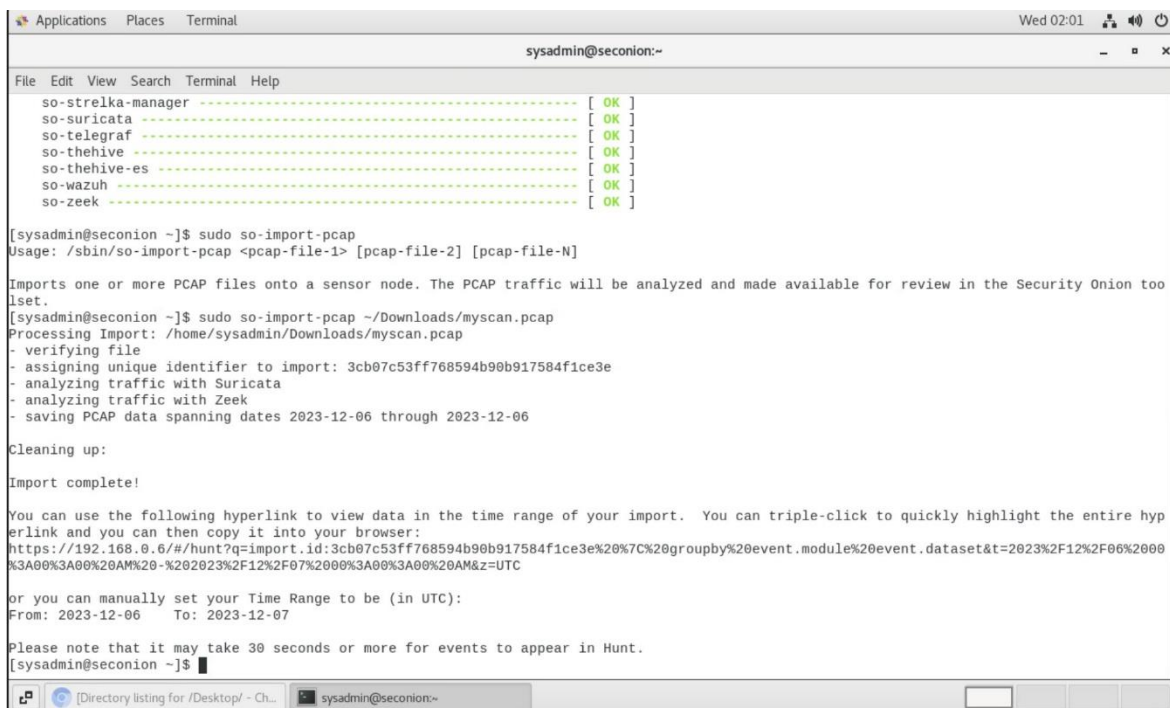 Applications Places Terminal Wed 02:01
sysadmin@seconion:~
File Edit View Search Terminal Help
so-strelka-manager ------------------------------------------------ [ OK ]
so-suricata ------------------------------------------------------- [ OK ]
so-telegraf ------------------------------------------------------- [ OK ]
so-thehive -------------------------------------------------------- [ OK ]
so-thehive-es ----------------------------------------------------- [ OK ]
so-wazuh ---------------------------------------------------------- [ OK ]
so-zeek ----------------------------------------------------------- [ OK ]
[sysadmin@seconion ~]$ sudo so-import-pcap
Usage: /sbin/so-import-pcap <pcap-file-1> [pcap-file-2] [pcap-file-N]
Imports one or more PCAP files onto a sensor node. The PCAP traffic will be analyzed and made available for review in the Security Onion too
lset.
[sysadmin@seconion ~]$ sudo so-import-pcap ~/Downloads/myscan.pcap
Processing Import: /home/sysadmin/Downloads/myscan.pcap
- verifying file
- assigning unique identifier to import: 3cb07c53ff768594b90b917584f1ce3e
- analyzing traffic with Suricata
- analyzing traffic with Zeek
- saving PCAP data spanning dates 2023-12-06 through 2023-12-06
Cleaning up:
Import complete!
You can use the following hyperlink to view data in the time range of your import.  You can triple-click to quickly highlight the entire hyp
erlink and you can then copy it into your browser:
https://192.168.0.6/#/hunt?q=import.id:3cb07c53ff768594b90b917584f1ce3e%20%7C%20groupby%20event.module%20event.dataset&t=2023%2F12%2F06%2000
%3A00%3A00%20AM%20-%202023%2F12%2F07%2000%3A00%3A00%20AM&z=UTC
or you can manually set your Time Range to be (in UTC):
From: 2023-12-06    To: 2023-12-07
Please note that it may take 30 seconds or more for events to appear in Hunt.
[sysadmin@seconion ~]$
[Directory listing for /Desktop/ - Ch... sysadmin@seconion:~